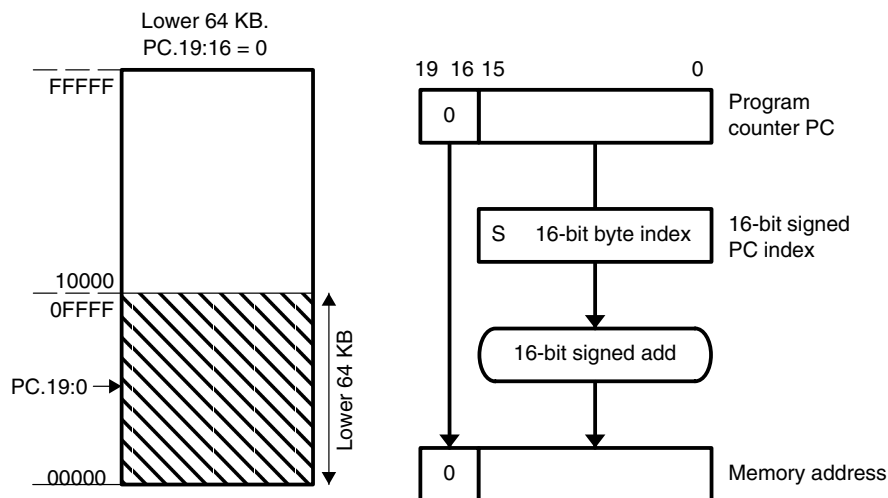 Lower 64 KB.
PC.19:16 = 0
FFFFF
10000
0FFFF
PC.19:0
00000
Lower 64 KB
19 16 15 0
0
Program
counter PC
S 16-bit byte index
16-bit signed
PC index
16-bit signed add
0
Memory address